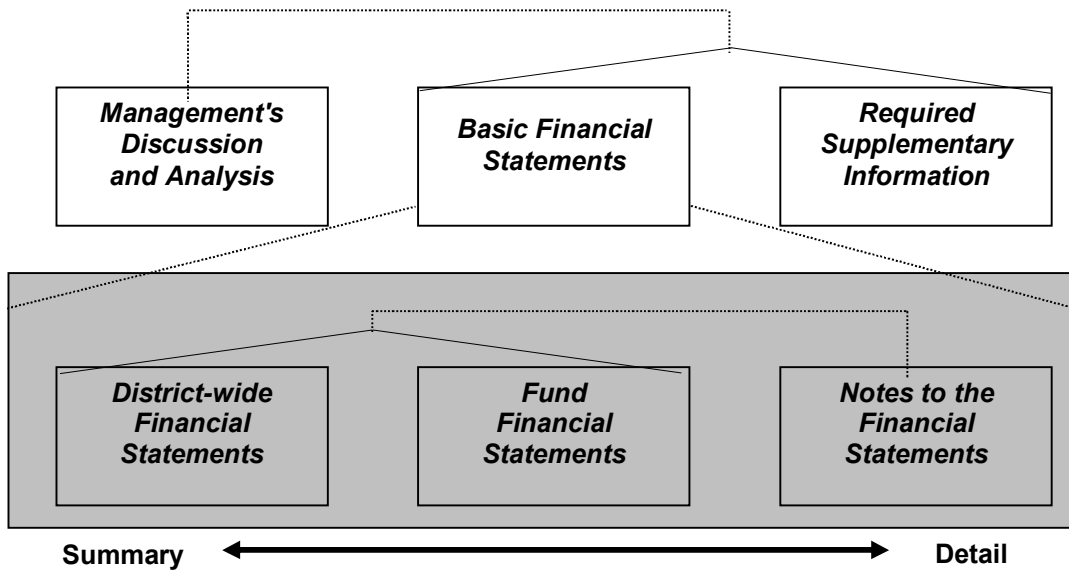 Management's
Discussion
and Analysis
Basic Financial
Statements
Required
Supplementary
Information
District-wide
Financial
Statements
Fund
Financial
Statements
Notes to the
Financial
Statements
Summary
Detail